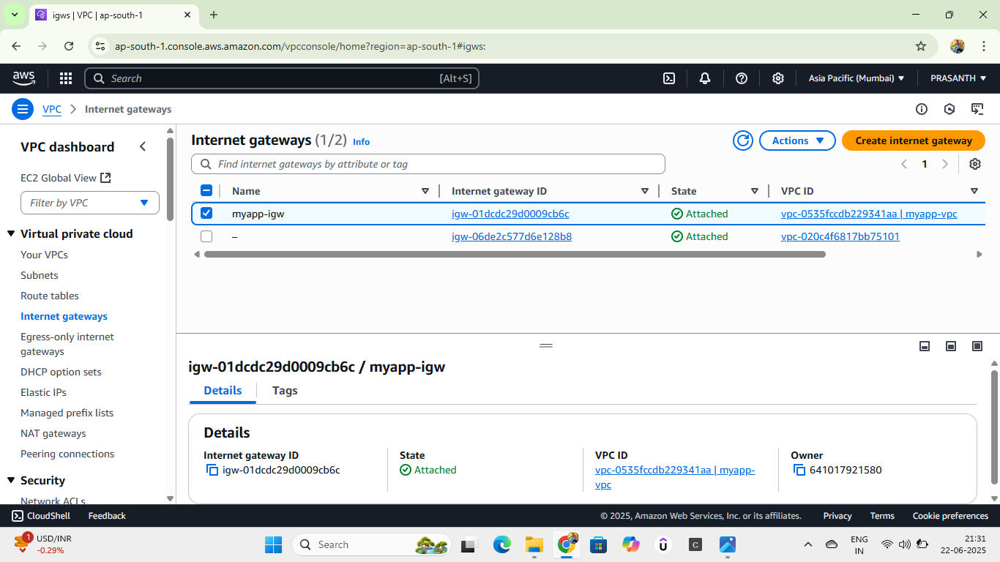 igws | VPC | ap-south-1
ap-south-1.console.aws.amazon.com/vpcconsole/home?region=ap-south-1#igws:
aws
Search
[Alt+S]
Asia Pacific (Mumbai)
PRASANTH
VPC
Internet gateways
VPC dashboard
EC2 Global View
Filter by VPC
Virtual private cloud
Your VPCs
Subnets
Route tables
Internet gateways
Egress-only internet
gateways
DHCP option sets
Elastic IPs
Managed prefix lists
NAT gateways
Peering connections
Security
Network ACLs
Internet gateways (1/2) Info
Actions
Create internet gateway
Find internet gateways by attribute or tag
1
Name Internet gateway ID State VPC ID
myapp-igw igw-01dcdc29d0009cb6c Attached vpc-0535fccdb229341aa | myapp-vpc
– igw-06de2c577d6e128b8 Attached vpc-020c4f6817bb75101
igw-01dcdc29d0009cb6c / myapp-igw
Details Tags
Details
Internet gateway ID
igw-01dcdc29d0009cb6c
State
Attached
VPC ID
vpc-0535fccdb229341aa | myapp-
vpc
Owner
641017921580
CloudShell Feedback © 2025, Amazon Web Services, Inc. or its affiliates. Privacy Terms Cookie preferences
1
USD/INR
-0.29%
Search
C
ENG
IN
21:31
22-06-2025